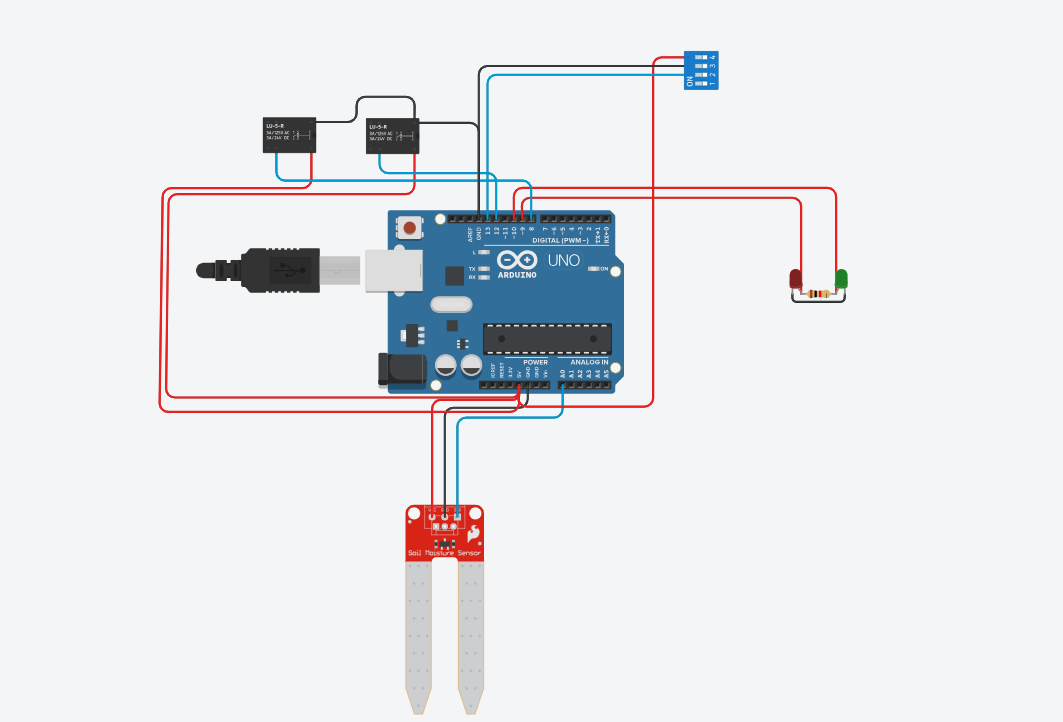 4
3
2
1
ON
LU-5-R
5A/125V AC
3A/24V DC
LU-5-R
5A/125V AC
3A/24V DC
AREF
GND
13
12
~11
~10
~9
8
7
~6
~5
4
~3
2
TX→1
RX←0
DIGITAL (PWM~)
L
TX
RX
ARDUINO
UNO
ON
POWER
ANALOG IN
IOREF
RESET
3.3V
5V
GND
GND
Vin
A0
A1
A2
A3
A4
A5
Soil Moisture Sensor